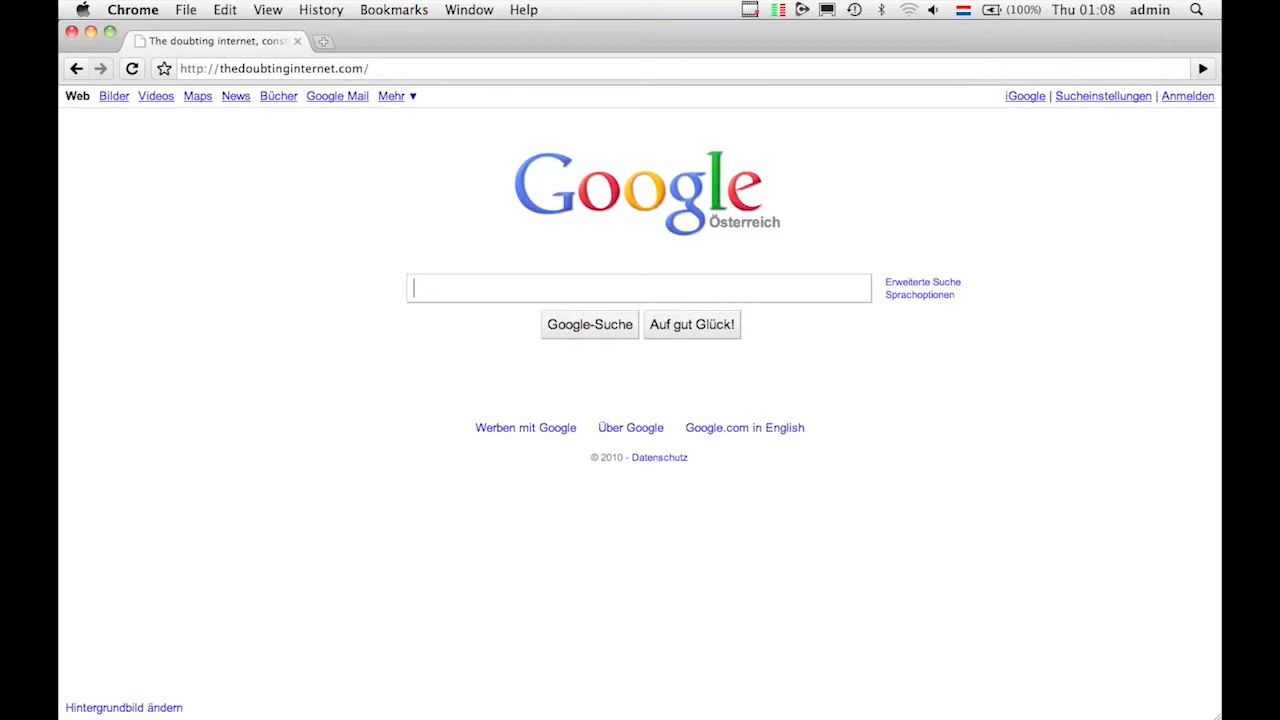 Chrome File Edit View History Bookmarks Window Help (100%) Thu 01:08 admin
The doubting internet, const
http://thedoubtinginternet.com/
Web Bilder Videos Maps News Bücher Google Mail Mehr ▼ iGoogle | Sucheinstellungen | Anmelden
Google
Österreich
Erweiterte Suche
Sprachoptionen
Google-Suche Auf gut Glück!
Werben mit Google Über Google Google.com in English
© 2010 - Datenschutz
Hintergrundbild ändern